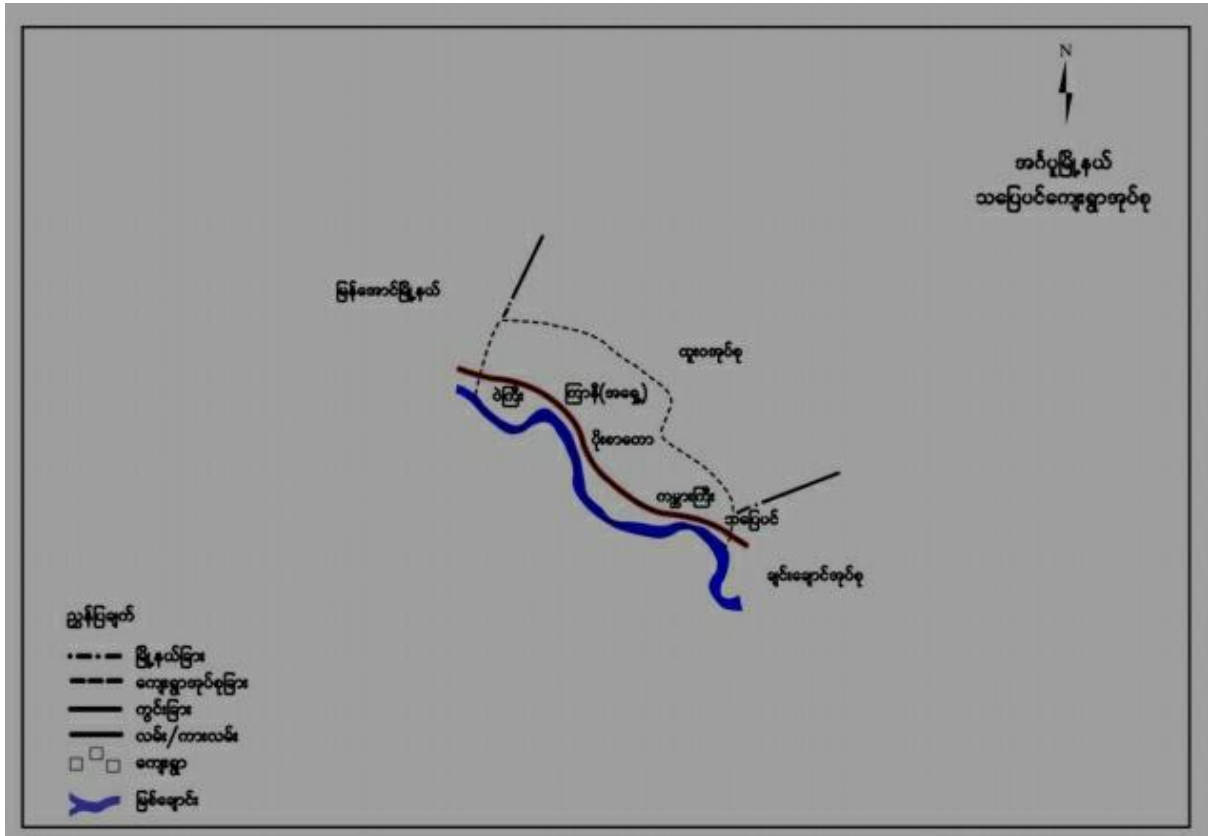 N
အင်္ဂပူမြို့နယ်
သပြေပင်ကျေးရွာအုပ်စု
မြန်အောင်မြို့နယ်
ထူးဝအုပ်စု
ဝဲကြီး
ကြာနီ(အရှေ့)
ပိုးစာတော
ကမ္ဘားကြီး
သပြေပင်
ချင်းချောင်အုပ်စု
ညွှန်ပြချက်
မြို့နယ်ခြား
ကျေးရွာအုပ်စုခြား
ကွင်းခြား
လမ်း/ကားလမ်း
ကျေးရွာ
မြစ်ချောင်း